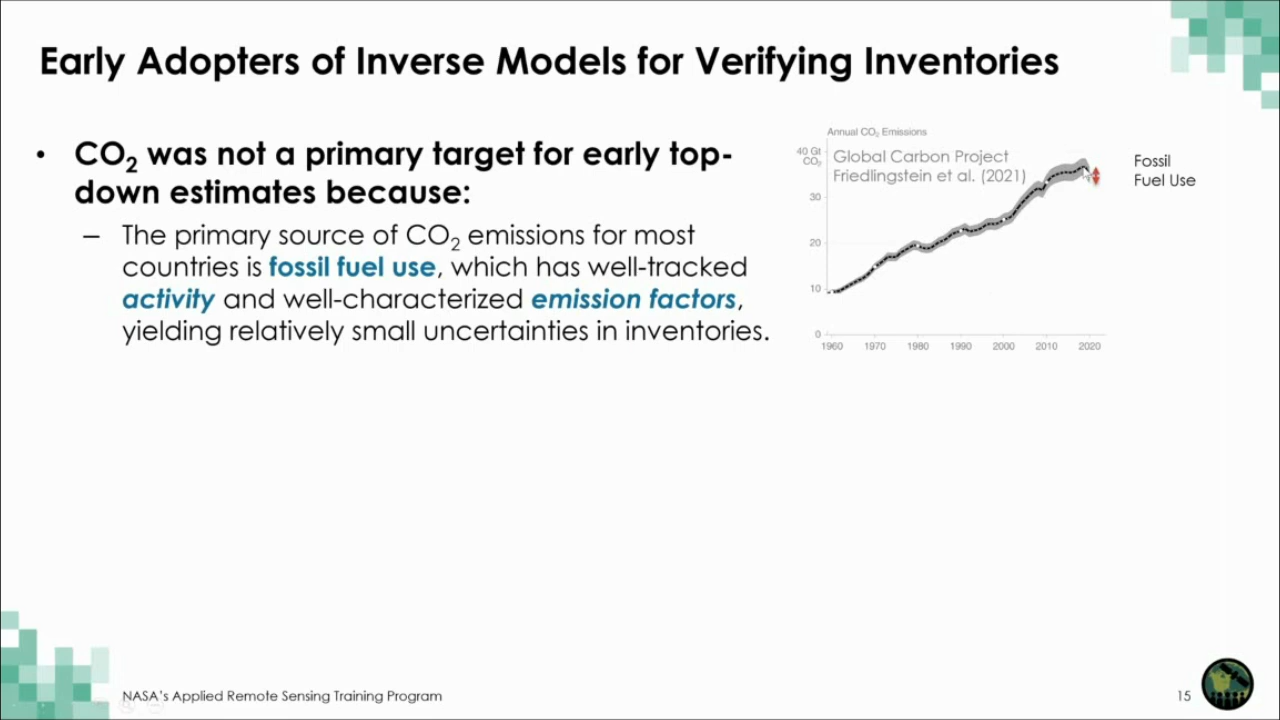 Early Adopters of Inverse Models for Verifying Inventories
• CO₂ was not a primary target for early top-
down estimates because:
– The primary source of CO₂ emissions for most
countries is fossil fuel use, which has well-tracked
activity and well-characterized emission factors,
yielding relatively small uncertainties in inventories.
Annual CO₂ Emissions
40 Gt
CO₂
Global Carbon Project
Friedlingstein et al. (2021)
30
20
10
0
1960 1970 1980 1990 2000 2010 2020
Fossil
Fuel Use
NASA's Applied Remote Sensing Training Program
15